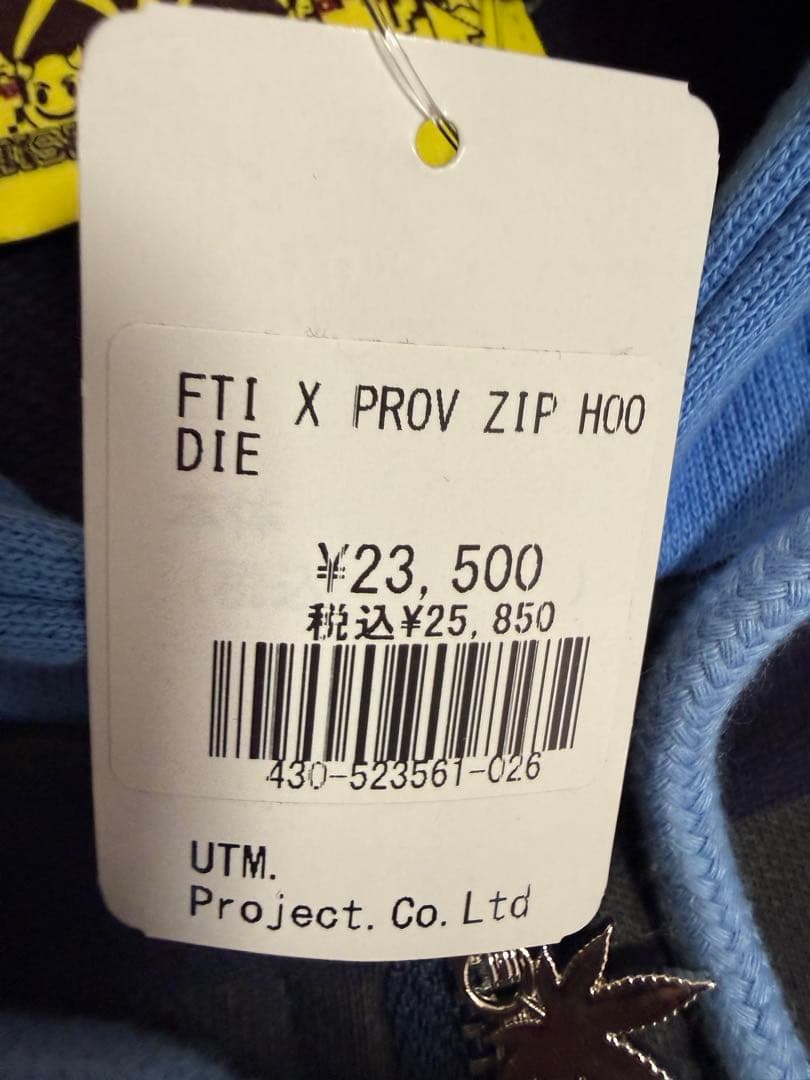 FTI X PROV ZIP HOO
DIE
¥23,500
税込¥25,850
430-523561-026
UTM.
Project.Co.Ltd